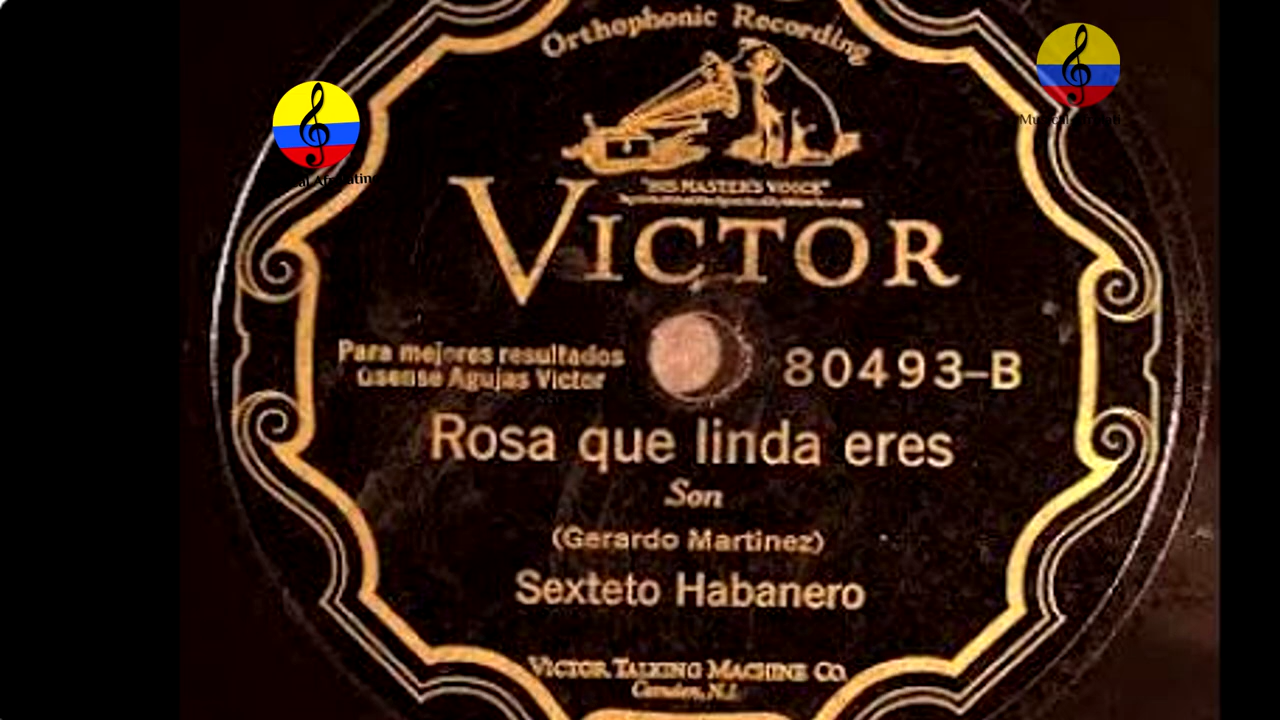 Orthophonic Recording
"HIS MASTER'S VOICE"
VICTOR
Para mejores resultados
úsense Agujas Victor
80493-B
Rosa que linda eres
Son
(Gerardo Martinez)
Sexteto Habanero
VICTOR TALKING MACHINE CO.
Camden, N.J.